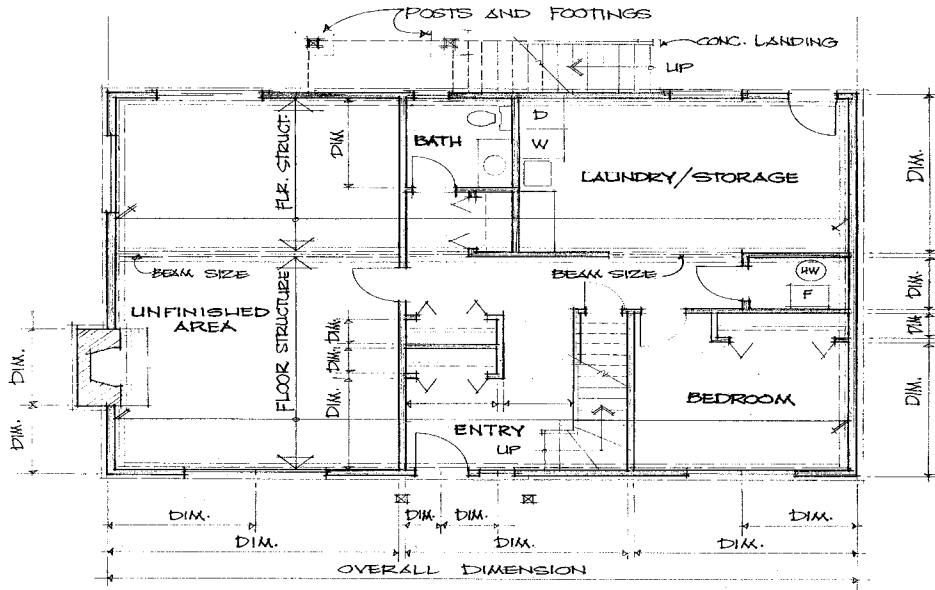 POSTS AND FOOTINGS
CONC. LANDING
UP
BATH
D
W
LAUNDRY/STORAGE
DIM
FLR. STRUCT.
DIM.
BEAM SIZE
BEAM SIZE
HW
F
DIM.
UNFINISHED
AREA
FLOOR STRUCTURE
DIM.
DIM.
DIM.
DIM.
DIM.
DIM.
DIM.
BEDROOM
ENTRY
UP
DIM.
DIM.
DIM.
DIM.
DIM.
DIM.
DIM.
OVERALL DIMENSION